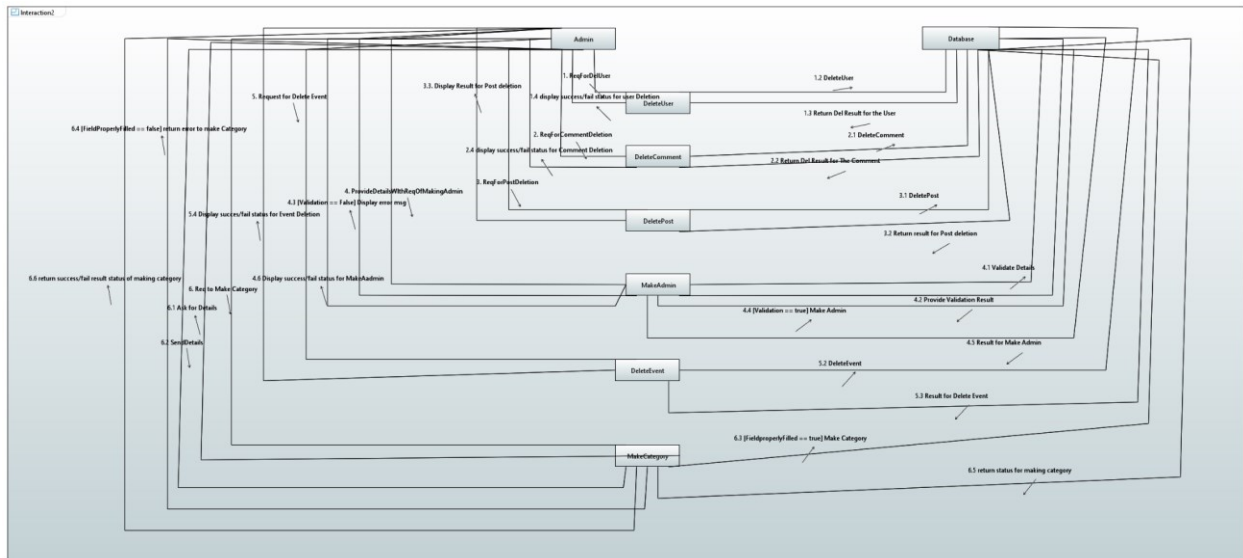 Interaction2
Admin
Database
1. ReqForDelUser
1.2 DeleteUser
3.3. Display Result for Post deletion
5. Request for Delete Event
1.4 display success/fail status for user Deletion
DeleteUser
1.3 Return Del Result for the User
6.4 [FieldProperlyFilled == false] return error to make Category
2. ReqForCommentDeletion
2.1 DeleteComment
2.4 display success/fail status for Comment Deletion
DeleteComment
2.2 Return Del Result for The Comment
3. ReqForPostDeletion
4. ProvideDetailsWithReqOfMakingAdmin
3.1 DeletePost
4.3 [Validation == False] Display error msg
5.4 Display succes/fail status for Event Deletion
DeletePost
3.2 Return result for Post deletion
4.1 Validate Details
6.6 return success/fail result status of making category
4.6 Display success/fail status for MakeAadmin
MakeAdmin
6. Req to Make Category
4.2 Provide Validation Result
6.1 Ask for Details
4.4 [Validation == true] Make Admin
6.2 SendDetails
4.5 Result for Make Admin
5.2 DeleteEvent
DeleteEvent
5.3 Result for Delete Event
6.3 [FieldproperlyFilled == true] Make Category
MakeCategory
6.5 return status for making category